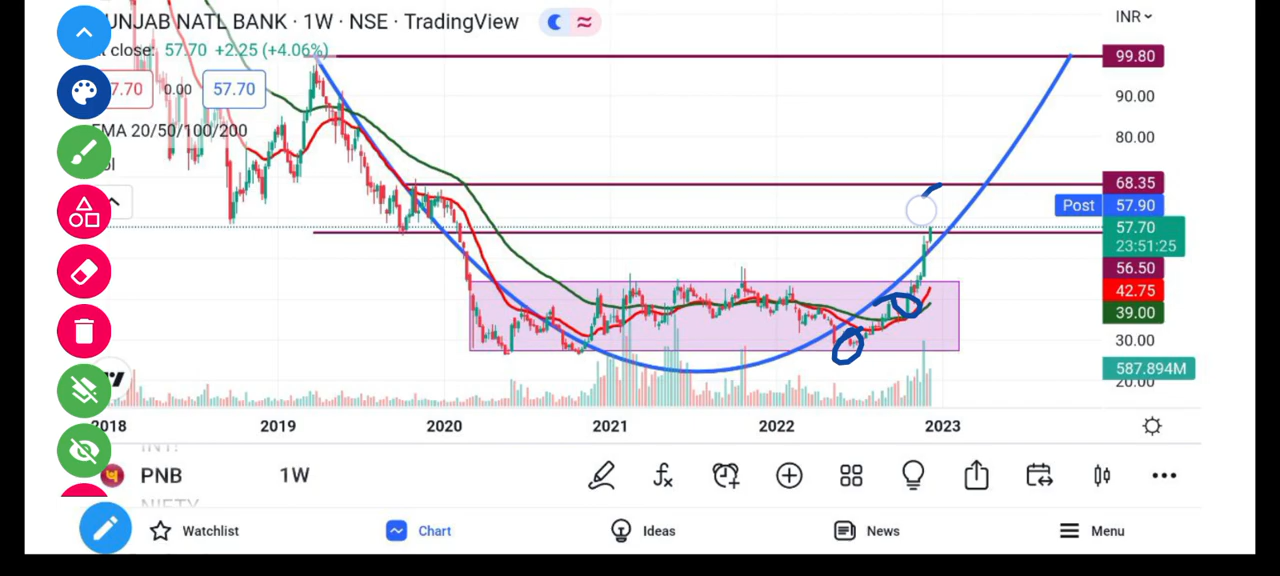 UNJAB NATL BANK · 1W · NSE · TradingView
INR
close: 57.70 +2.25 (+4.06%)
99.80
7.70 0.00 57.70
90.00
EMA 20/50/100/200
80.00
68.35
Post 57.90
57.70
23:51:25
56.50
42.75
39.00
30.00
587.894M
20.00
2018 2019 2020 2021 2022 2023
PNB 1W
NIFTY
Watchlist Chart Ideas News Menu